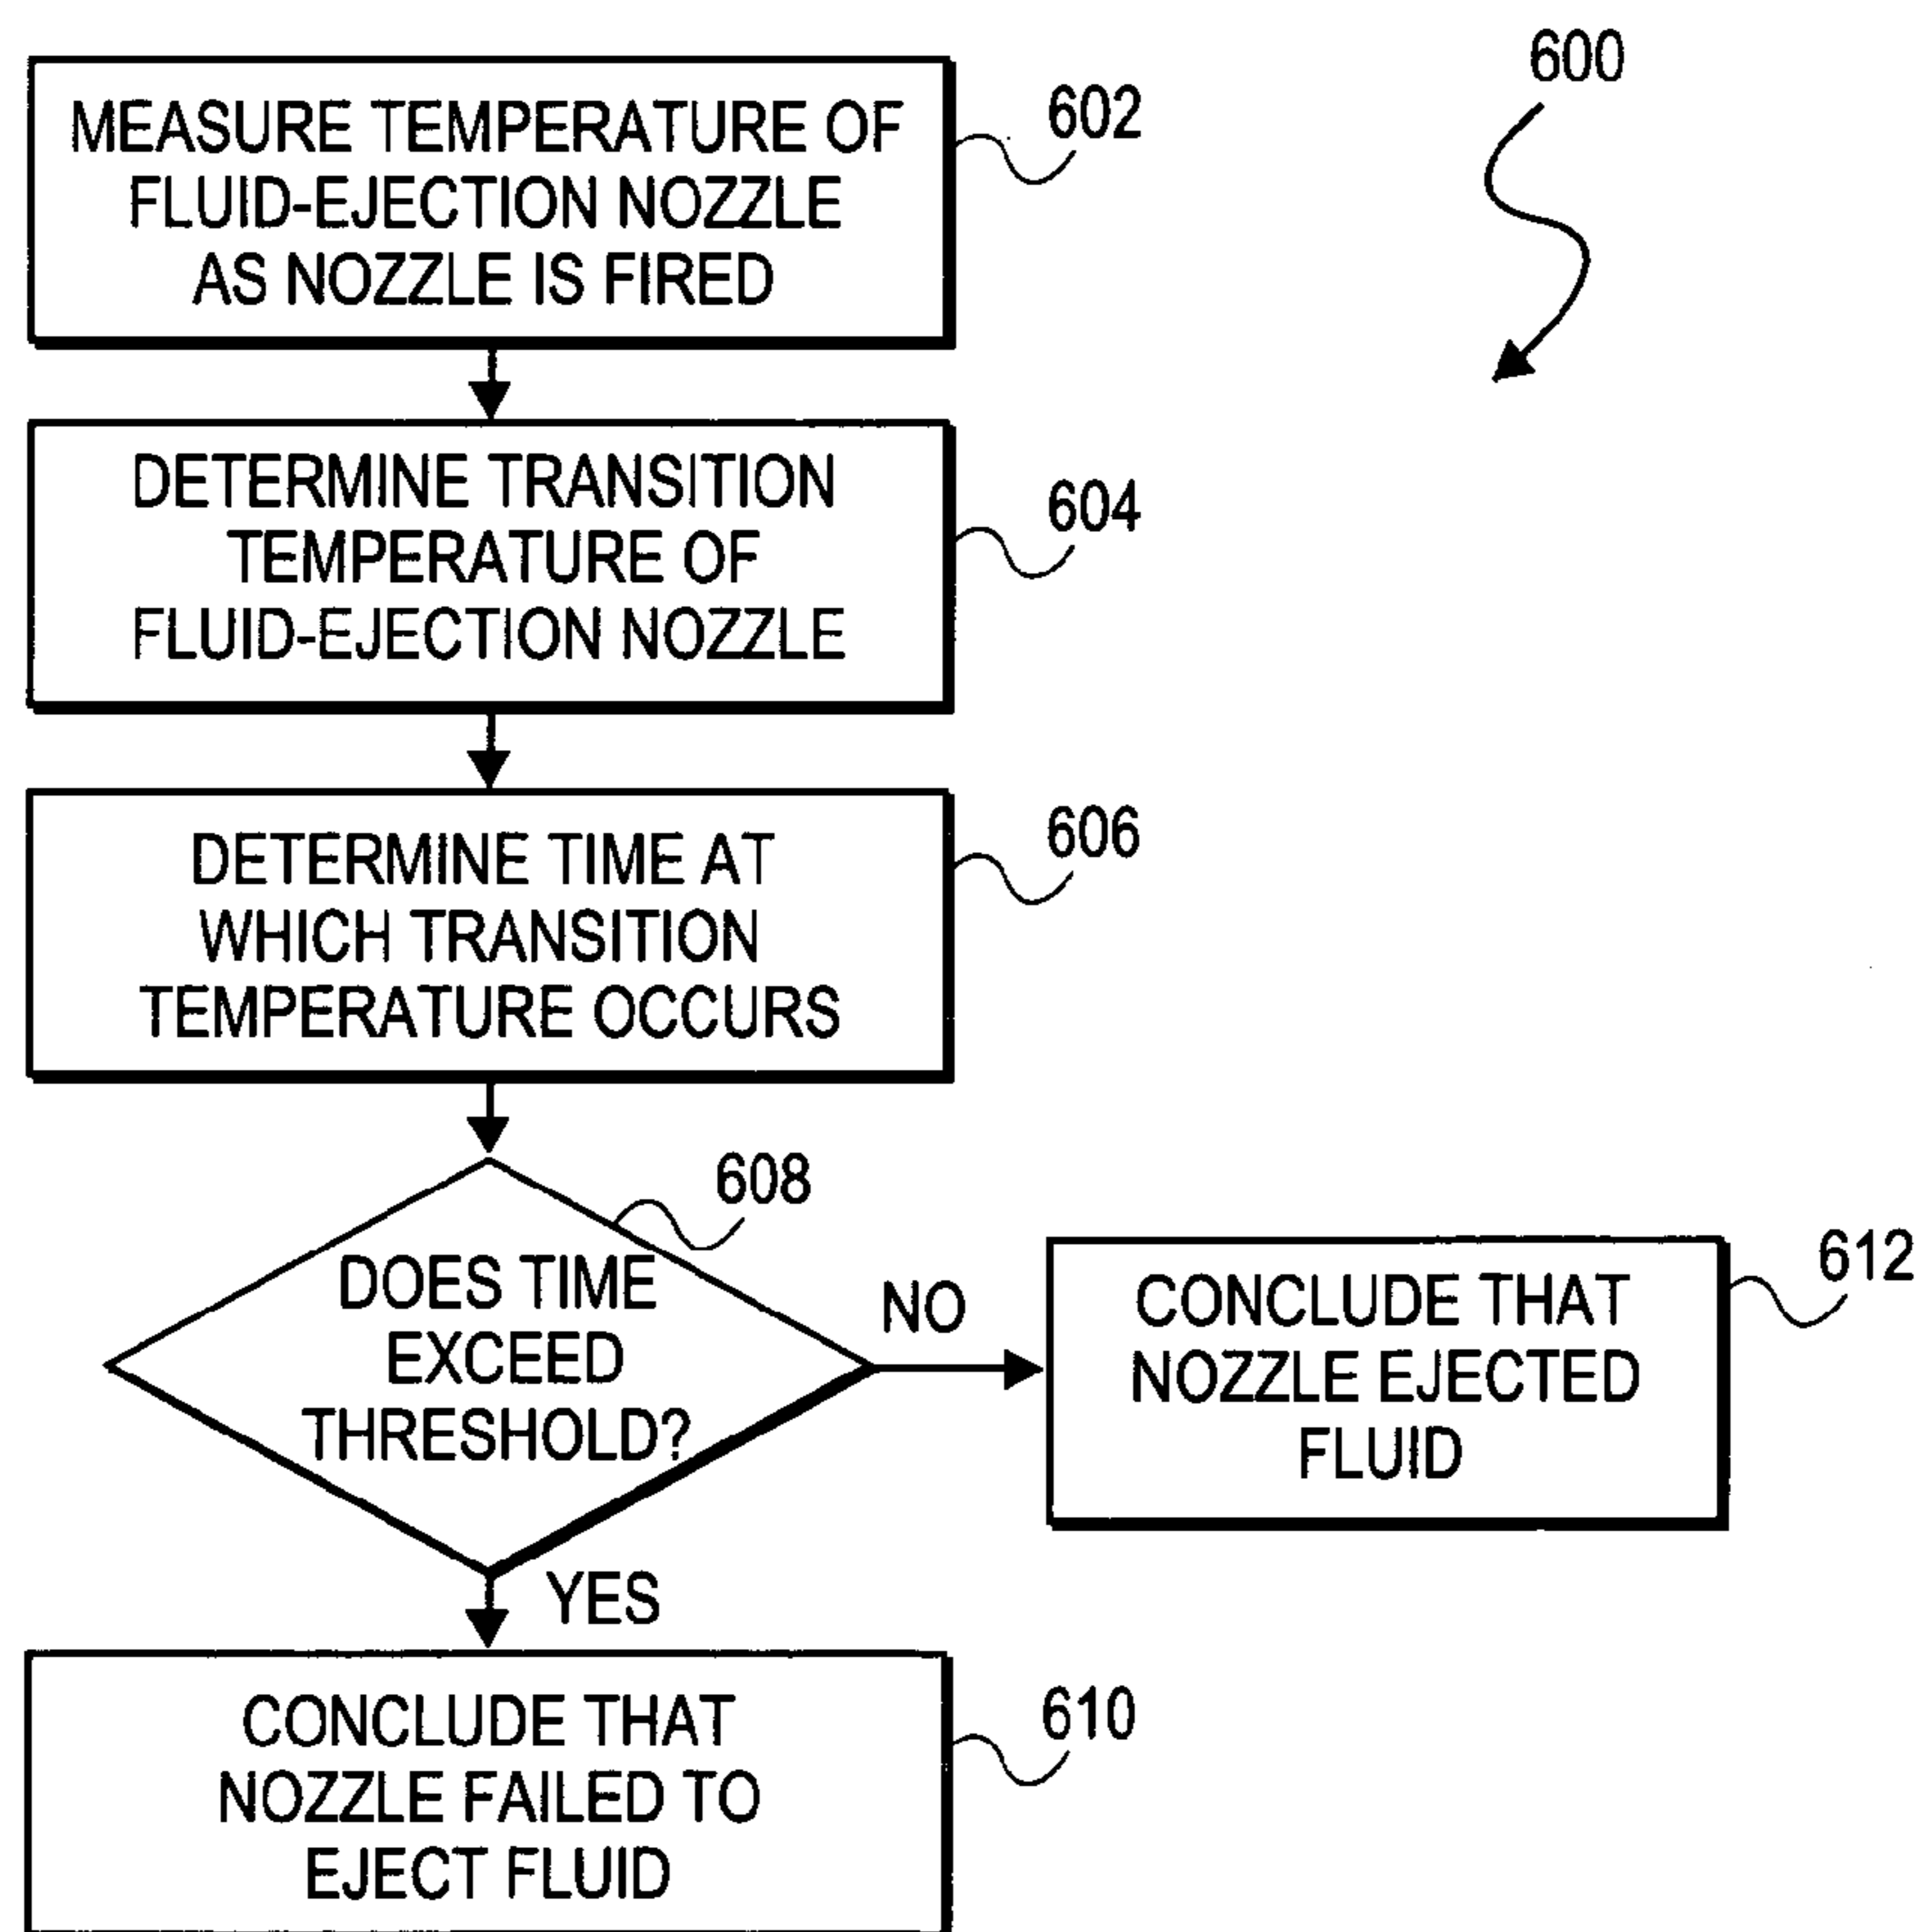 600
MEASURE TEMPERATURE OF
FLUID-EJECTION NOZZLE
AS NOZZLE IS FIRED
602
DETERMINE TRANSITION
TEMPERATURE OF
FLUID-EJECTION NOZZLE
604
DETERMINE TIME AT
WHICH TRANSITION
TEMPERATURE OCCURS
606
608
DOES TIME
EXCEED
THRESHOLD?
NO
CONCLUDE THAT
NOZZLE EJECTED
FLUID
612
YES
CONCLUDE THAT
NOZZLE FAILED TO
EJECT FLUID
610